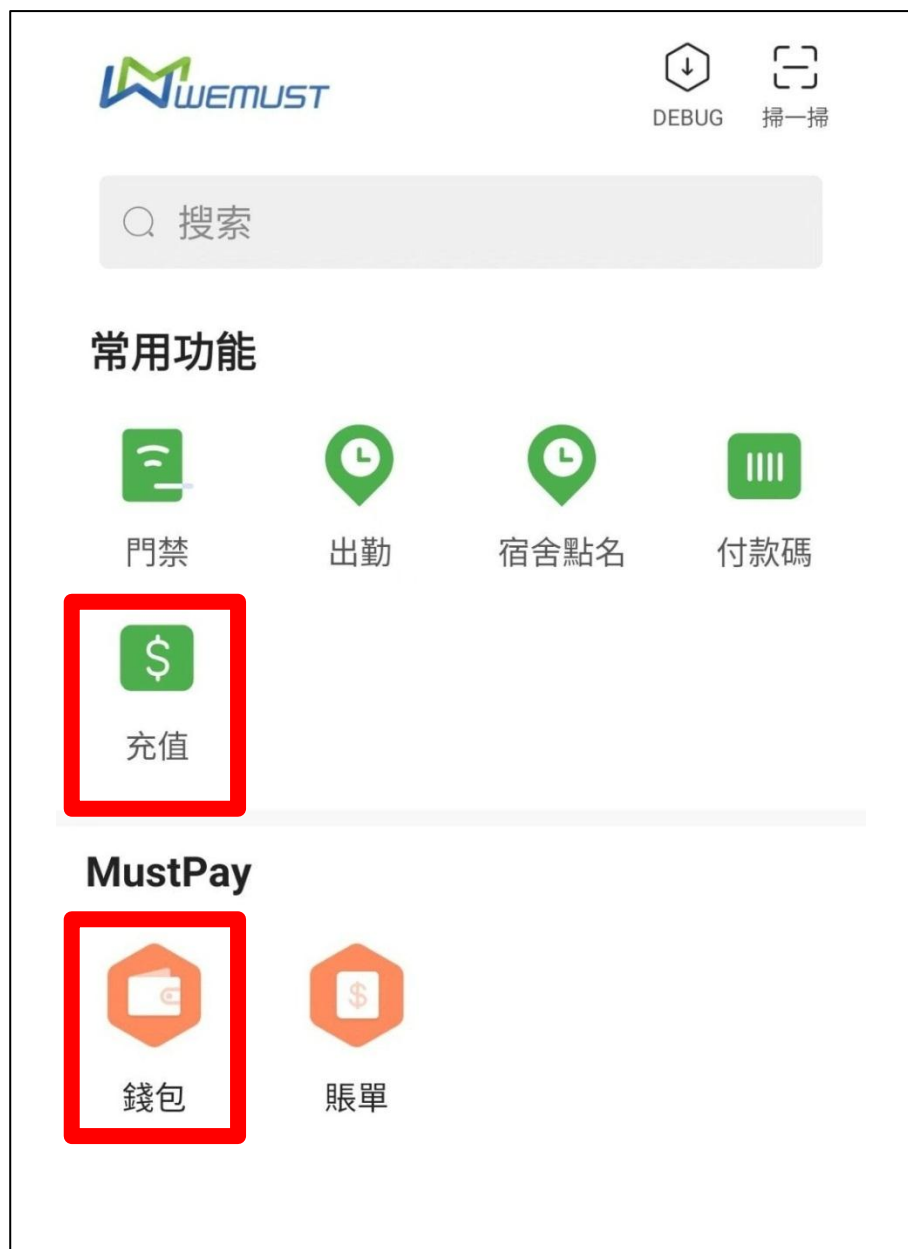 WEMUST
DEBUG 掃一掃
搜索
常用功能
門禁 出勤 宿舍點名 付款碼
$
充值
MustPay
$
錢包 賬單